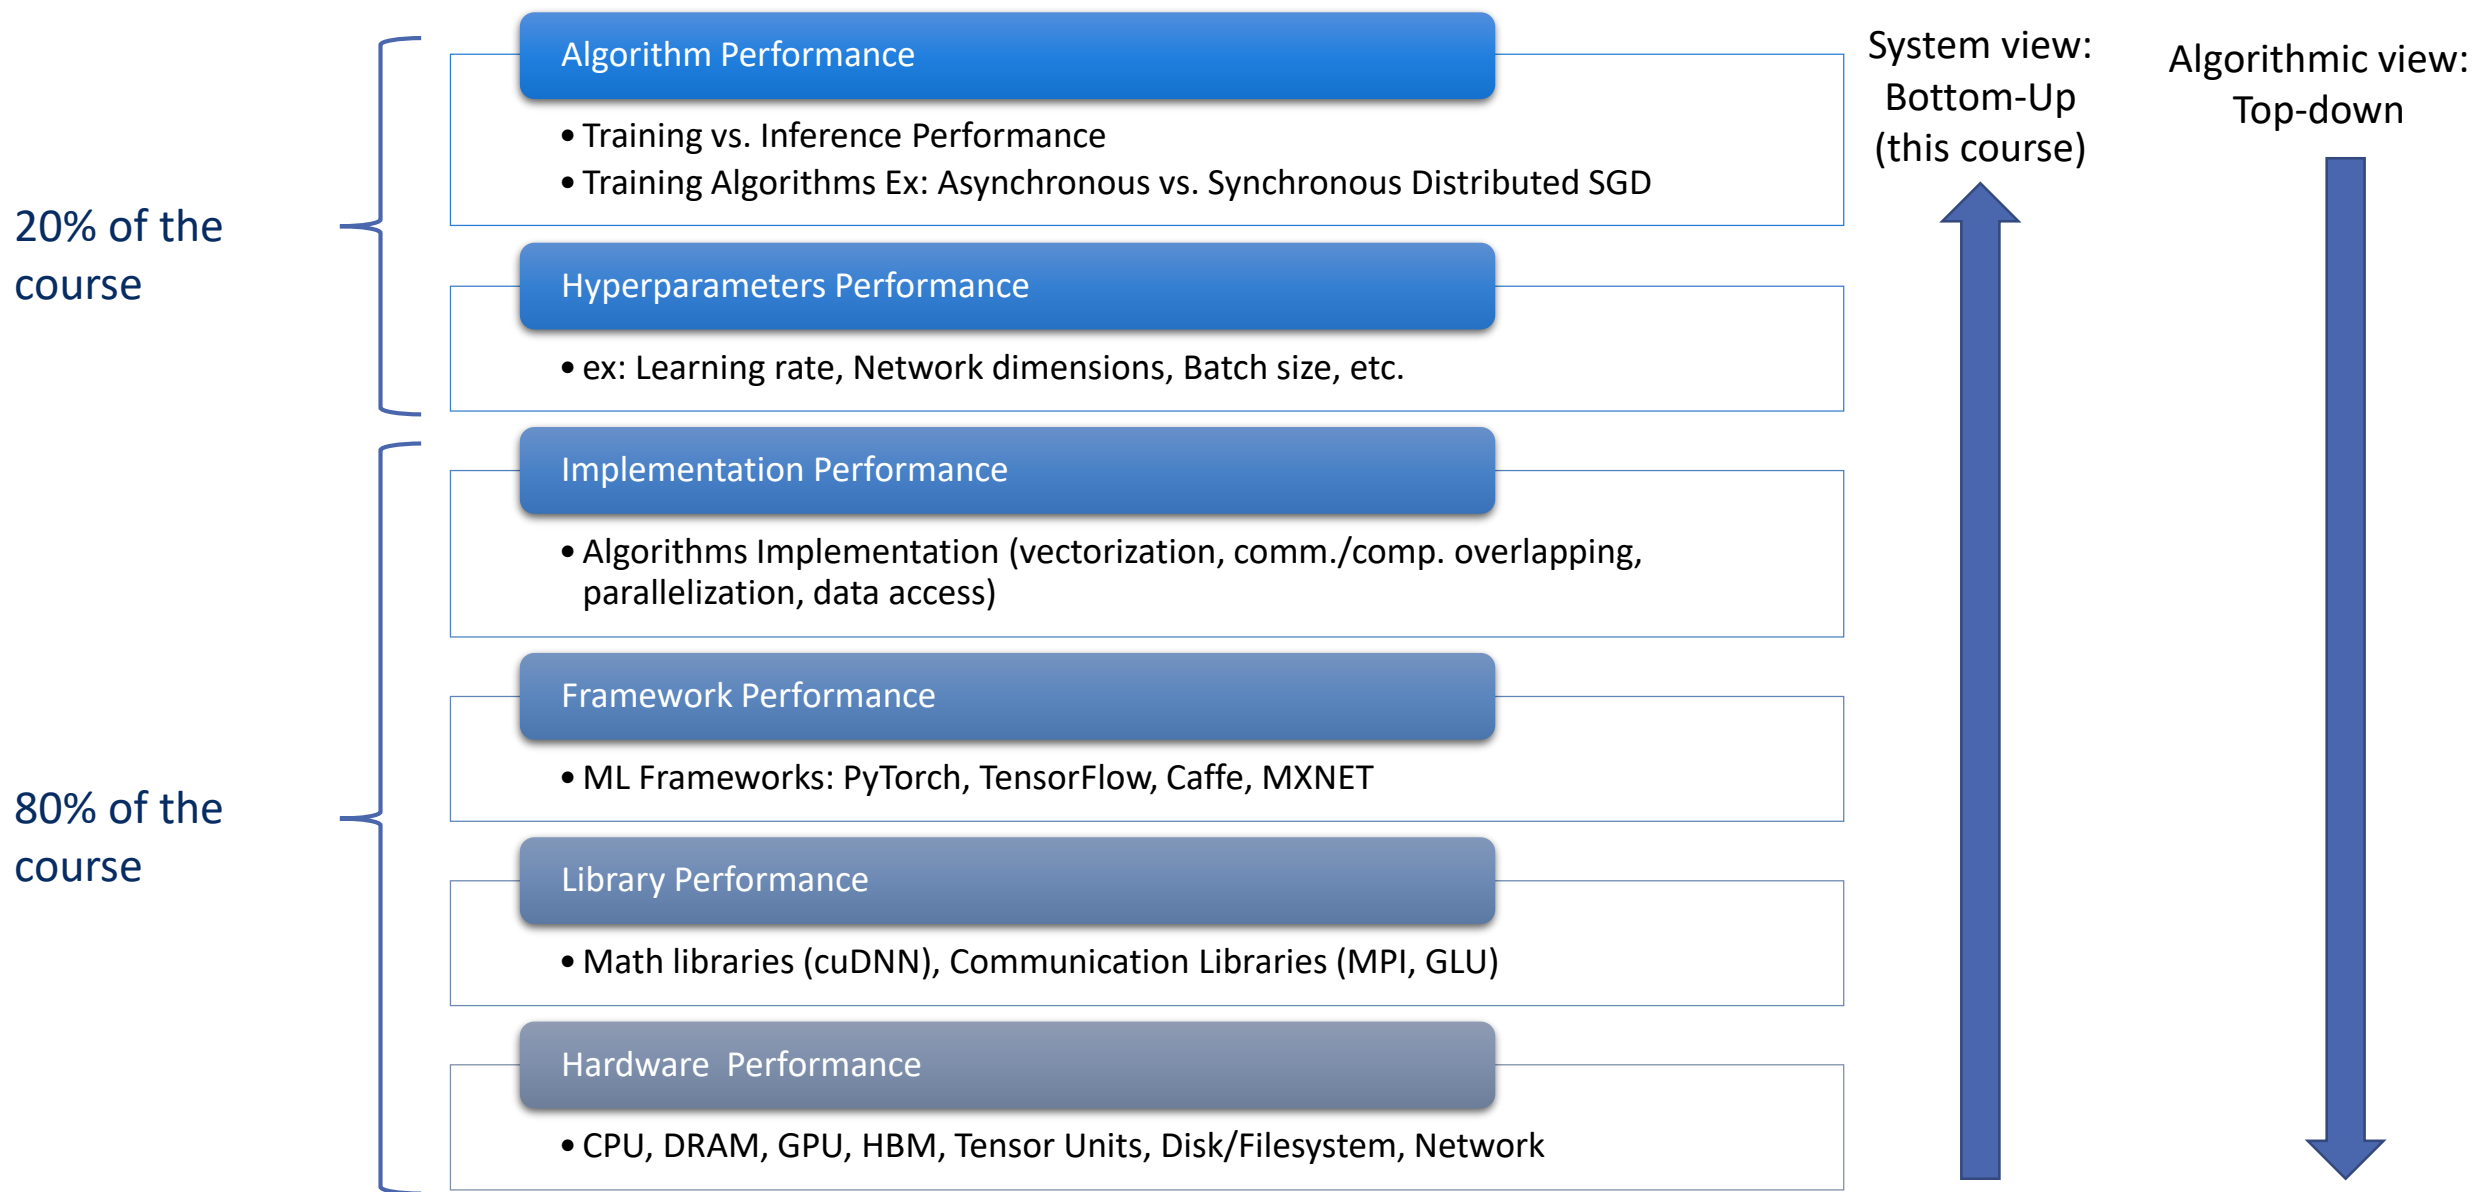 20% of the
course
80% of the
course
Algorithm Performance
• Training vs. Inference Performance
• Training Algorithms Ex: Asynchronous vs. Synchronous Distributed SGD
Hyperparameters Performance
• ex: Learning rate, Network dimensions, Batch size, etc.
Implementation Performance
• Algorithms Implementation (vectorization, comm./comp. overlapping,
parallelization, data access)
Framework Performance
• ML Frameworks: PyTorch, TensorFlow, Caffe, MXNET
Library Performance
• Math libraries (cuDNN), Communication Libraries (MPI, GLU)
Hardware  Performance
• CPU, DRAM, GPU, HBM, Tensor Units, Disk/Filesystem, Network
System view:
Bottom-Up
(this course)
Algorithmic view:
Top-down